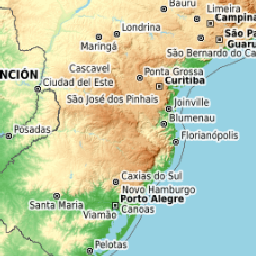 Bauru
Limeira
Campina
Londrina
São Pa
Maringá
Guaru
São Bernardo do Ca
Cascavel
Ponta Grossa
NCIÓN
Ciudad del Este
Curitiba
São José dos Pinhais
Joinville
Blumenau
Posadas
Florianópolis
Caxias do Sul
Novo Hamburgo
Santa Maria
Porto Alegre
Canoas
Viamão
Pelotas